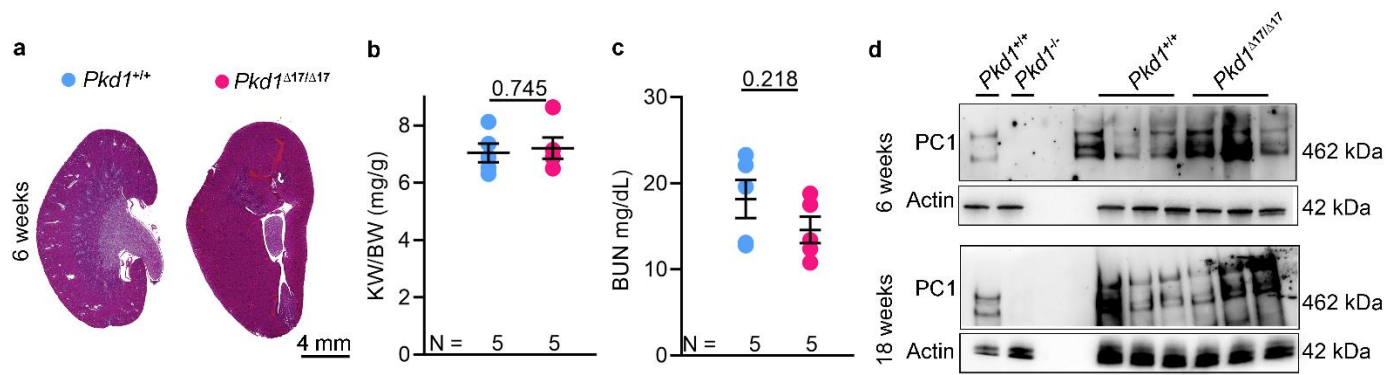 a
Pkd1+/+
Pkd1Δ17/Δ17
6 weeks
4 mm
b
0.745
KW/BW (mg/g)
8
6
4
2
0
N = 5 5
c
0.218
BUN mg/dL)
30
20
10
0
N = 5 5
d
Pkd1+/+
Pkd1-/-
Pkd1+/+
Pkd1Δ17/Δ17
6 weeks
PC1
462 kDa
Actin
42 kDa
18 weeks
PC1
462 kDa
Actin
42 kDa